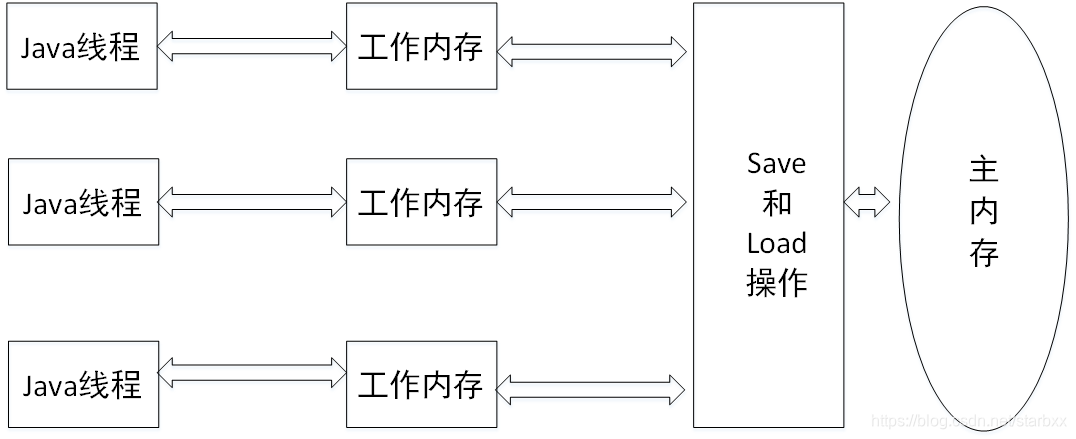 Java线程
工作内存
Java线程
工作内存
Java线程
工作内存
Save
和
Load
操作
主
内
存
https://blog.csdn.net/starbxx